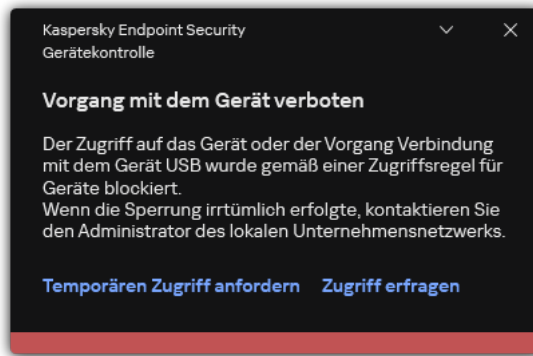 Kaspersky Endpoint Security
Gerätekontrolle
Vorgang mit dem Gerät verboten
Der Zugriff auf das Gerät oder der Vorgang Verbindung
mit dem Gerät USB wurde gemäß einer Zugriffsregel für
Geräte blockiert.
Wenn die Sperrung irrtümlich erfolgte, kontaktieren Sie
den Administrator des lokalen Unternehmensnetzwerks.
Temporären Zugriff anfordern Zugriff erfragen